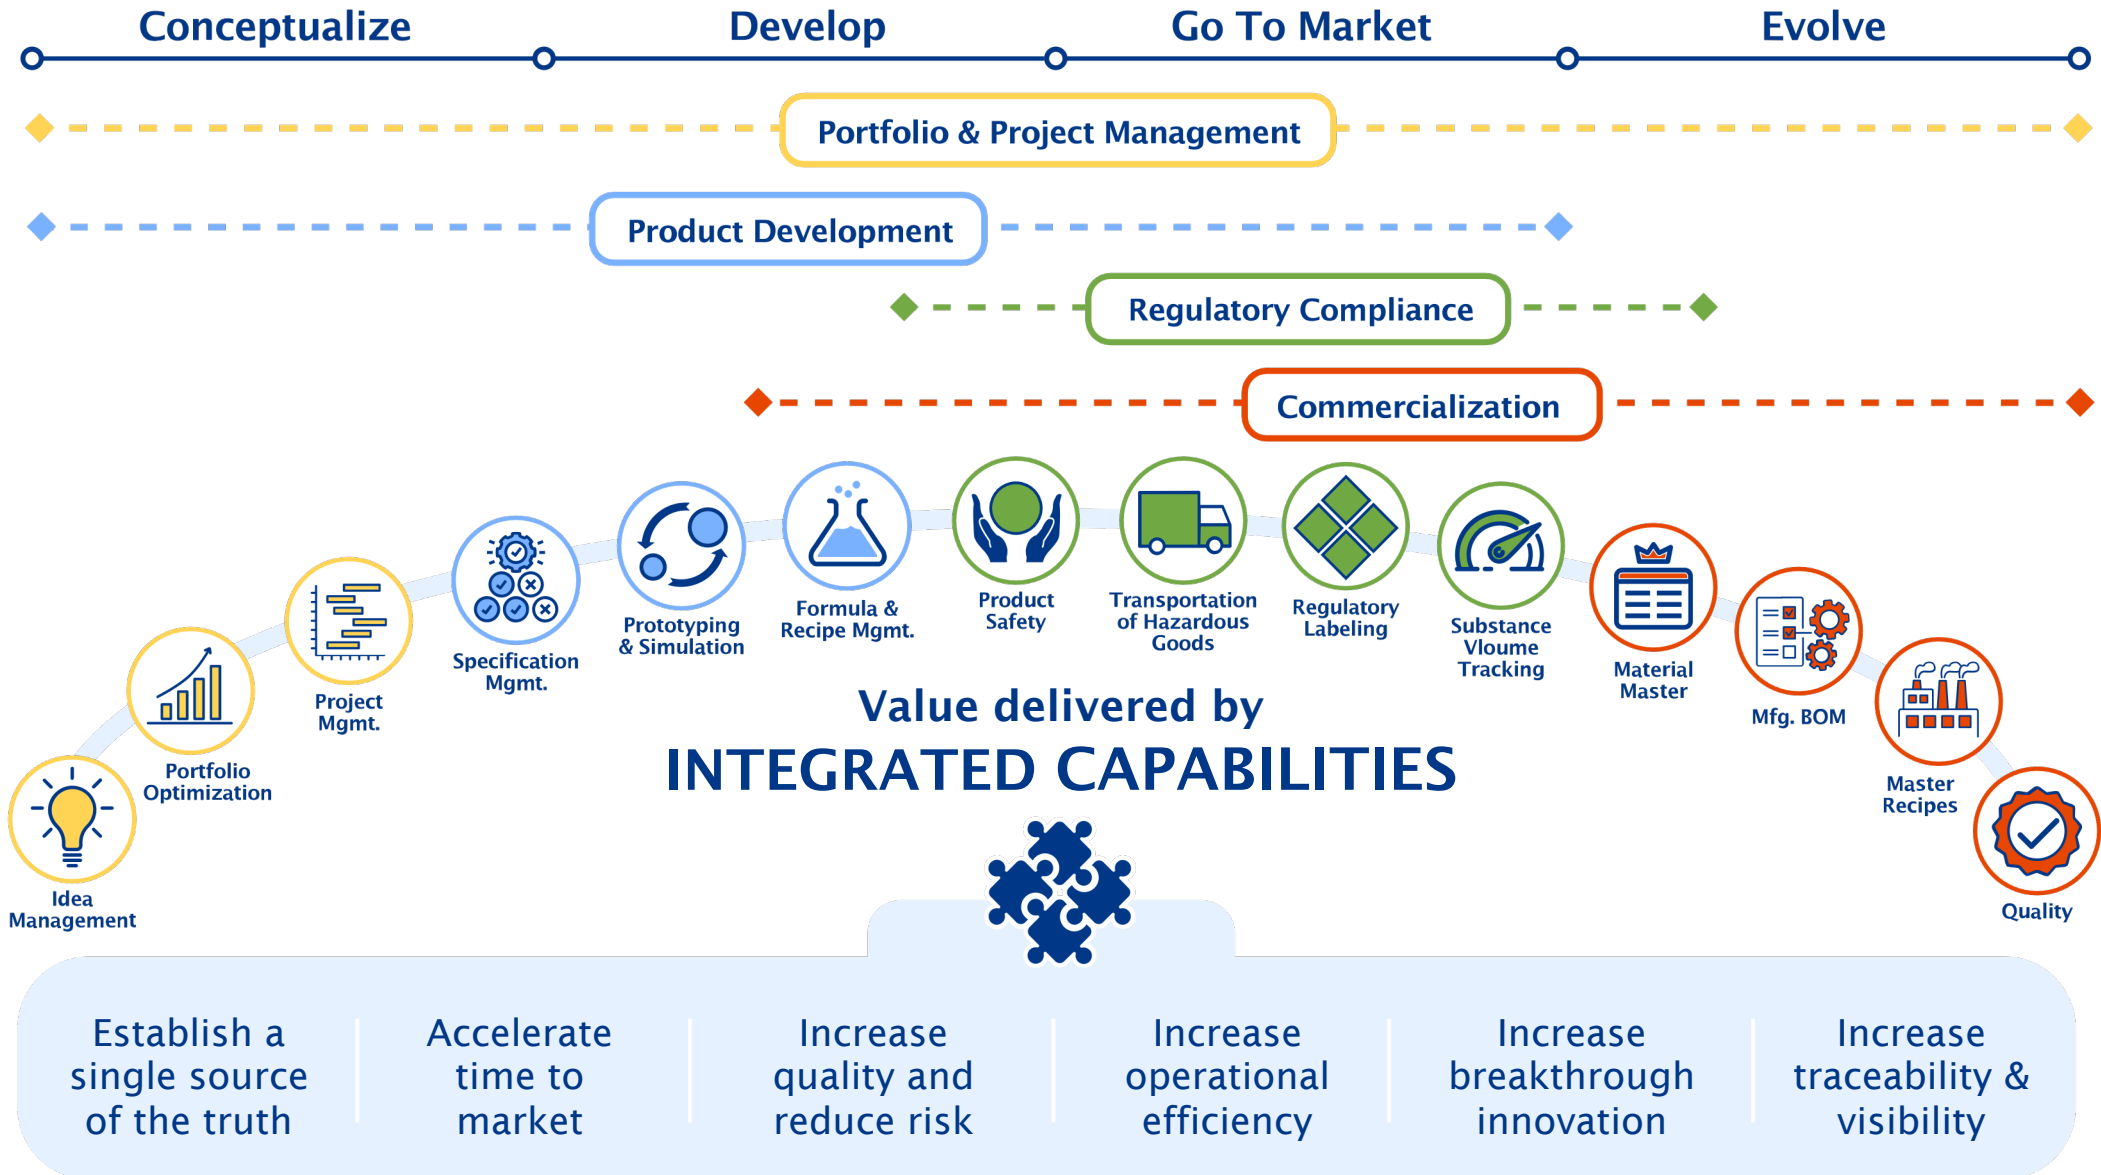 Conceptualize
Develop
Go To Market
Evolve
Portfolio & Project Management
Product Development
Regulatory Compliance
Commercialization
Idea
Management
Portfolio
Optimization
Project
Mgmt.
Specification
Mgmt.
Prototyping
& Simulation
Formula &
Recipe Mgmt.
Product
Safety
Transportation
of Hazardous
Goods
Regulatory
Labeling
Substance
Vloume
Tracking
Material
Master
Mfg. BOM
Master
Recipes
Quality
Value delivered by
INTEGRATED CAPABILITIES
Establish a
single source
of the truth
Accelerate
time to
market
Increase
quality and
reduce risk
Increase
operational
efficiency
Increase
breakthrough
innovation
Increase
traceability &
visibility